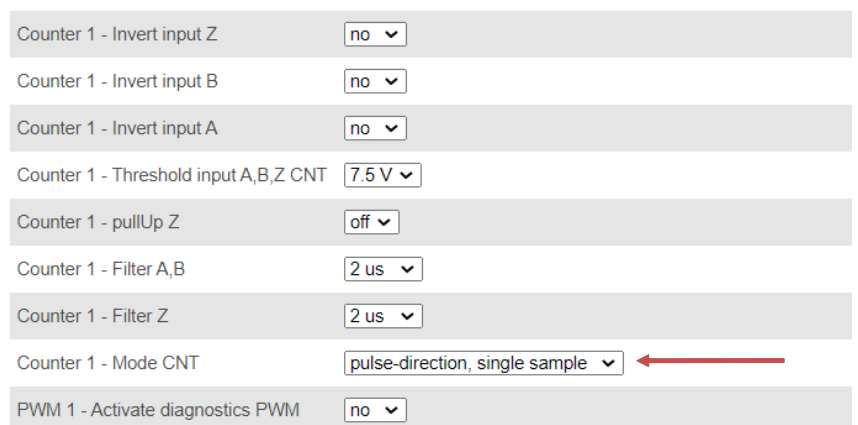 Counter 1 - Invert input Z no
Counter 1 - Invert input B no
Counter 1 - Invert input A no
Counter 1 - Threshold input A,B,Z CNT 7.5 V
Counter 1 - pullUp Z off
Counter 1 - Filter A,B 2 us
Counter 1 - Filter Z 2 us
Counter 1 - Mode CNT pulse-direction, single sample
PWM 1 - Activate diagnostics PWM no